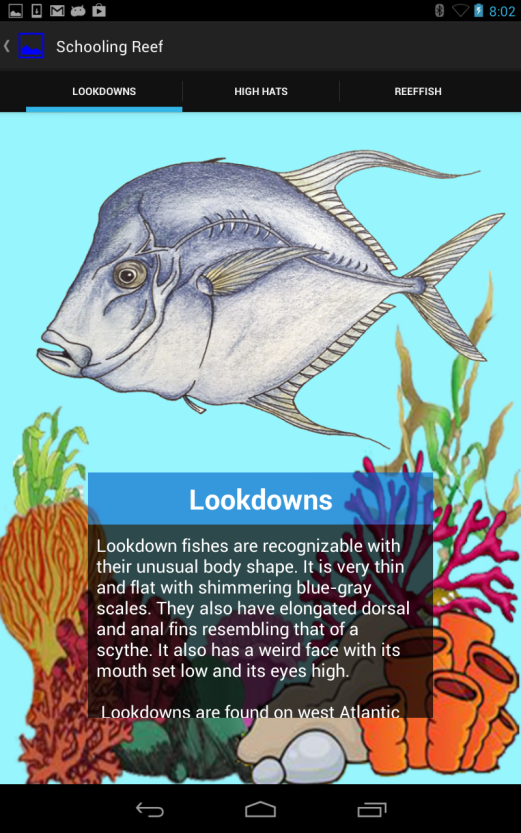 8:02
Schooling Reef
LOOKDOWNS
HIGH HATS
REEFFISH
Lookdowns
Lookdown fishes are recognizable with
their unusual body shape. It is very thin
and flat with shimmering blue-gray
scales. They also have elongated dorsal
and anal fins resembling that of a
scythe. It also has a weird face with its
mouth set low and its eyes high.
Lookdowns are found on west Atlantic